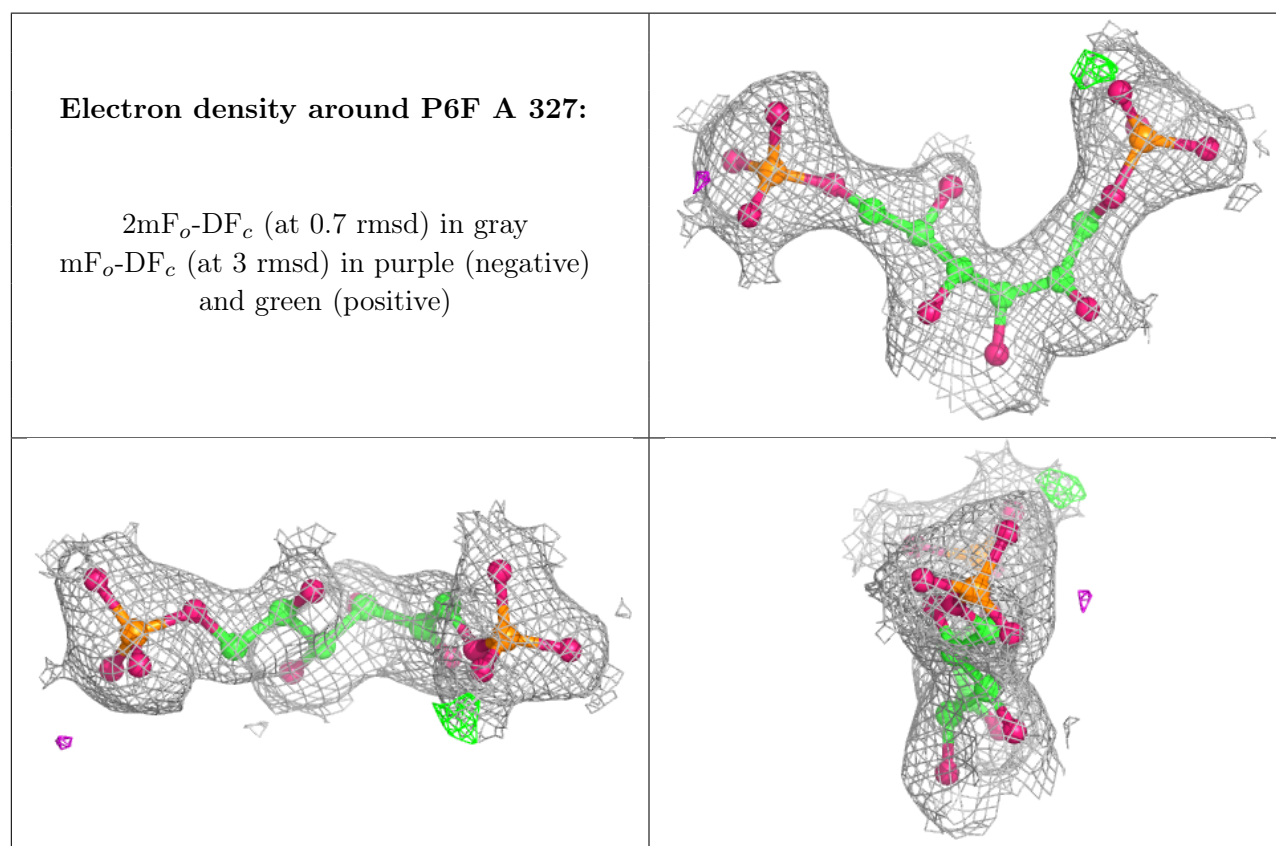 Electron density around P6F A 327:
2mFo-DFc (at 0.7 rmsd) in gray
mFo-DFc (at 3 rmsd) in purple (negative)
and green (positive)